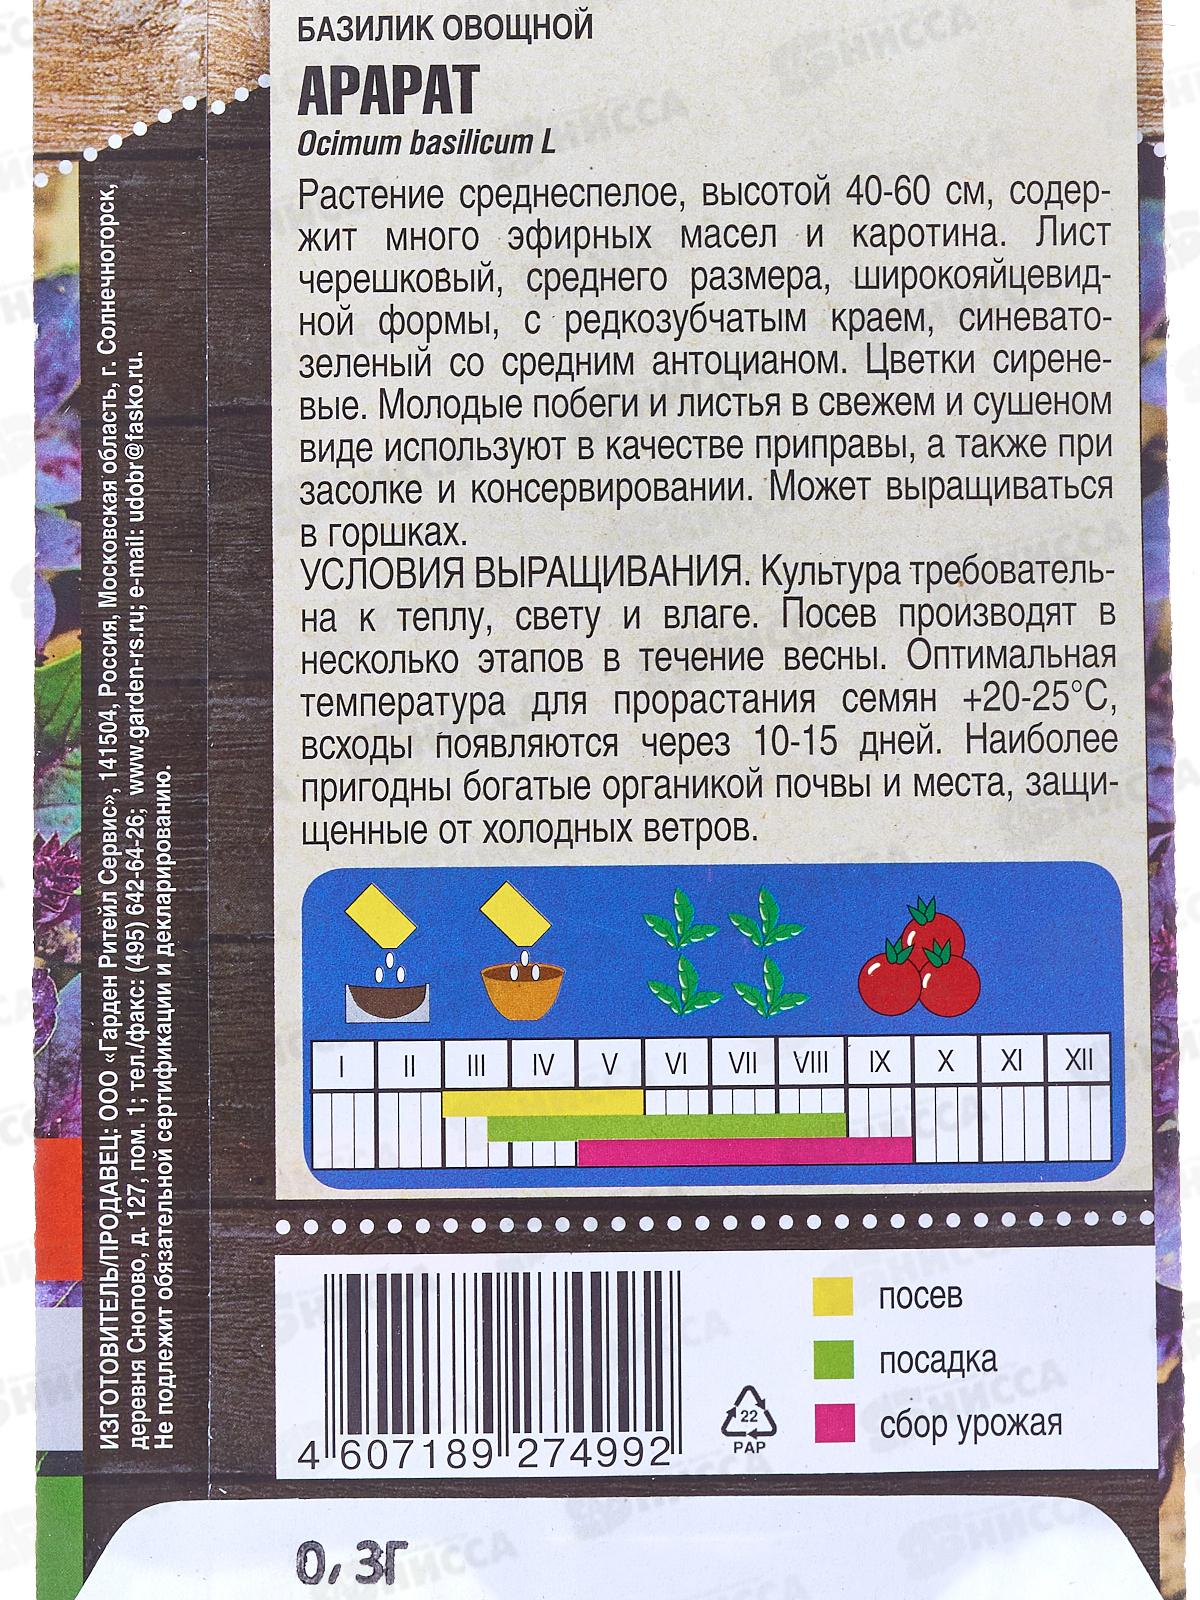 БАЗИЛИК ОВОЩНОЙ
АРАРАТ
Ocimum basilicum L
Растение среднеспелое, высотой 40-60 см, содер-
жит много эфирных масел и каротина. Лист
черешковый, среднего размера, широкояйцевид-
ной формы, с редкозубчатым краем, синевато-
зеленый со средним антоцианом. Цветки сирене-
вые. Молодые побеги и листья в свежем и сушеном
виде используют в качестве приправы, а также при
засолке и консервировании. Может выращиваться
в горшках.
УСЛОВИЯ ВЫРАЩИВАНИЯ. Культура требователь-
на к теплу, свету и влаге. Посев производят в
несколько этапов в течение весны. Оптимальная
температура для прорастания семян +20-25°С,
всходы появляются через 10-15 дней. Наиболее
пригодны богатые органикой почвы и места, защи-
щенные от холодных ветров.
I II III IV V VI VII VIII IX X XI XII
посев
посадка
сбор урожая
22
PAP
4 607189 274992
0,3г
ИЗГОТОВИТЕЛЬ/ПРОДАВЕЦ: ООО «Гарден Ритейл Сервис», 141504, Россия, Московская область, г. Солнечногорск,
деревня Снопово, д. 127, пом. 1; тел./факс: (495) 642-64-26; www.garden-rs.ru; e-mail: udobr@fasko.ru.
Не подлежит обязательной сертификации и декларированию.
НИССА